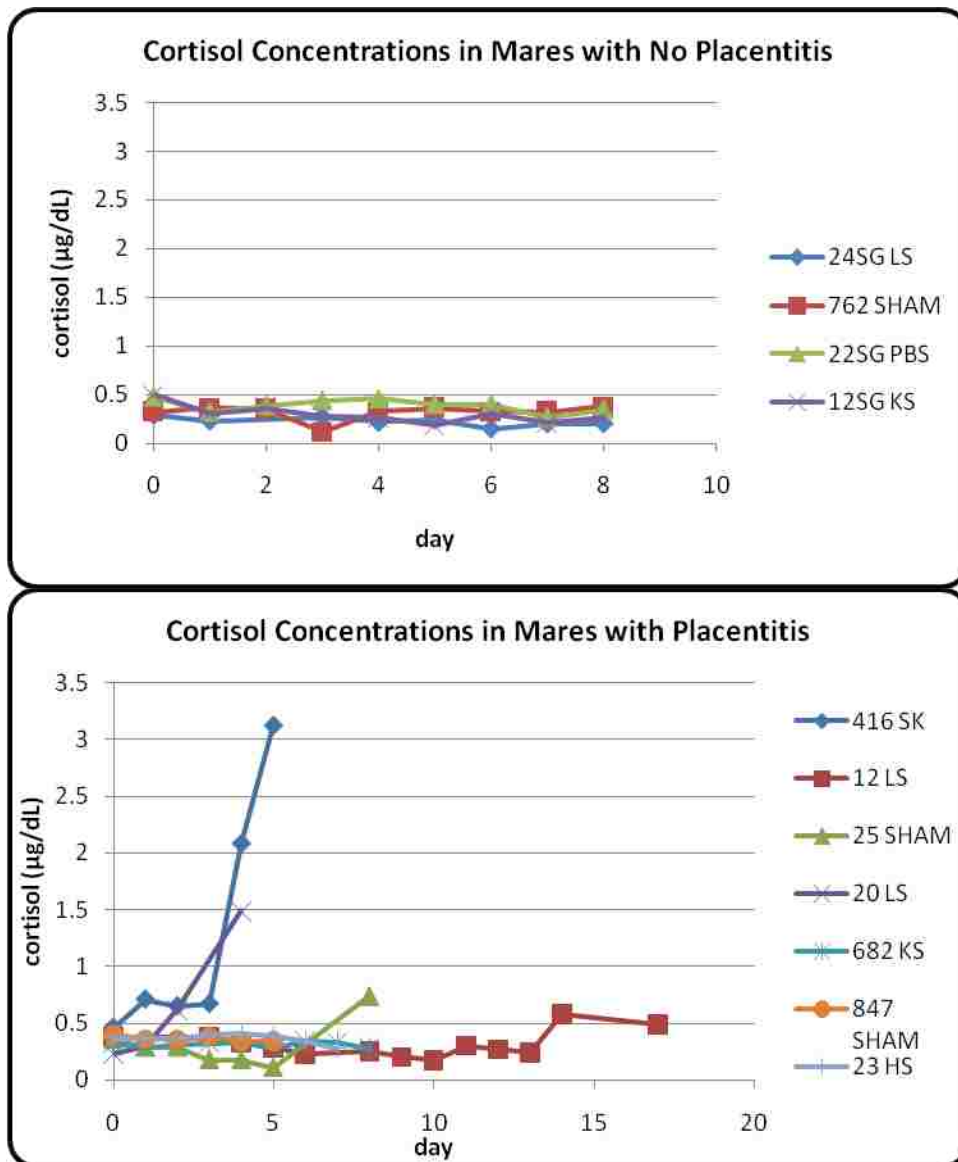 Cortisol Concentrations in Mares with No Placentitis
3.5
3
2.5
2
1.5
1
0.5
0
cortisol (µg/dL)
0 2 4 6 8 10
day
24SG LS
762 SHAM
22SG PBS
12SG KS
Cortisol Concentrations in Mares with Placentitis
3.5
3
2.5
2
1.5
1
0.5
0
cortisol (µg/dL)
0 5 10 15 20
day
416 SK
12 LS
25 SHAM
20 LS
682 KS
847
SHAM
23 HS